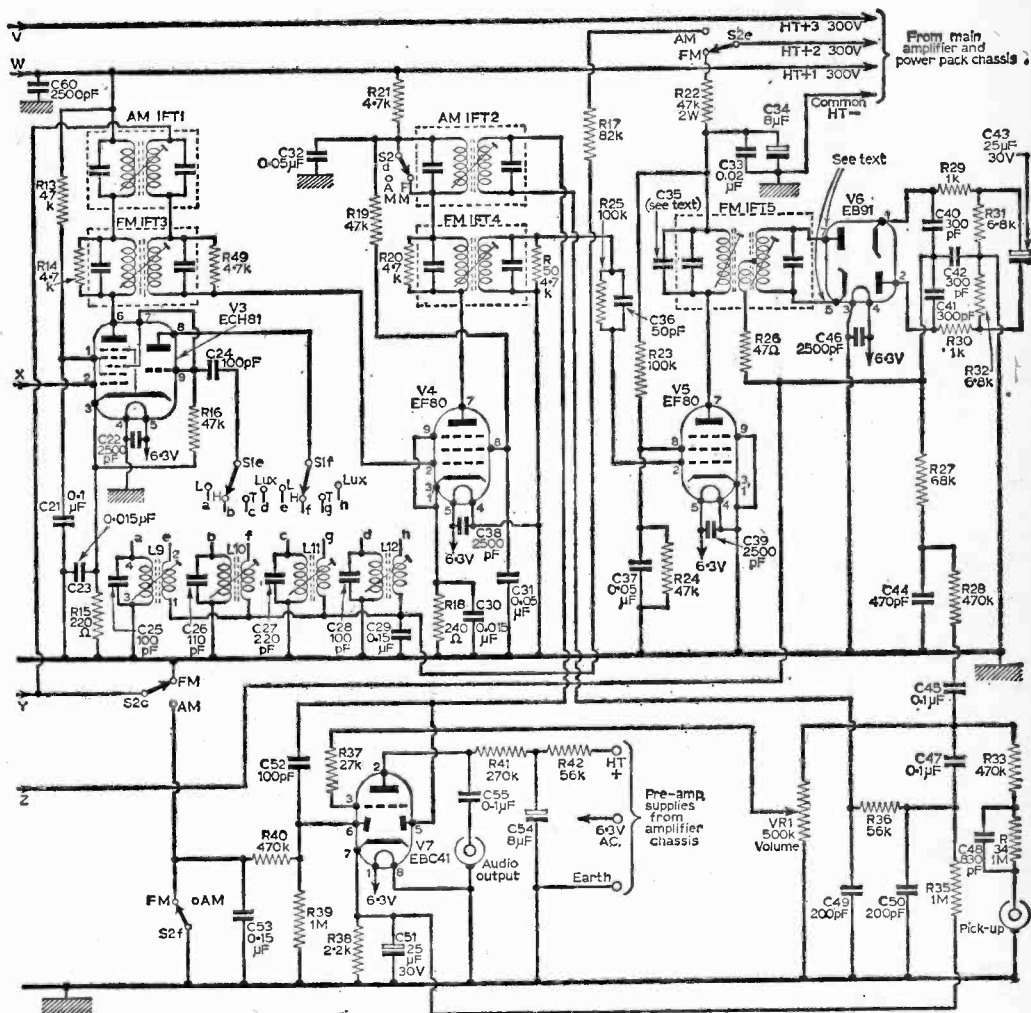 V
HT+3 300V
AM
S2e
HT+2 300V
FM
W
HT+1 300V
From main
amplifier and
power pack chassis
Common
HT-
C60
2500pF
R21
4·7k
R22
47k
2W
C34
8μF
AM IFT1
AM IFT2
R17
82k
C43
25μF
30V
C32
0·05μF
S2d
AM
FM
C33
0·02
μF
See text
R29
1k
R13
47
k
R19
47k
R25
100k
C35
(see text)
V6
EB91
C40
300
pF
R31
6·8k
FM IFT3
FM IFT4
FM IFT5
R14
4·7
k
R49
4·7k
R20
4·7
k
R
50
4·7
k
C42
300
pF
C41
300
pF
V3
ECH81
C36
50pF
R26
47Ω
C46
2500pF
6·3V
R30
1k
R32
6·8k
C24
100pF
R23
100k
X
V4
EF80
V5
EF80
R16
47k
C22
2500
pF
6·3V
S1e
S1f
R27
68k
L
H
T
Lux
L
H
T
Lux
a
b
c
d
e
f
g
h
C21
0·1
μF
0·015μF
C23
6·3V
C38
2500
pF
6·3V
C39
2500
pF
a
e
b
f
c
g
d
h
L9
L10
L11
L12
C37
0·05
μF
R24
47k
C44
470pF
R28
470k
R15
220
Ω
C25
100
pF
C26
110
pF
C27
220
pF
C28
100
pF
C29
0·15
μF
R18
240
Ω
C30
0·015
μF
C31
0·05
μF
Y
S2c
FM
AM
C45
0·1μF
C52
100pF
R37
27k
R41
270k
R42
56k
HT
+
C47
0·1μF
R33
470k
Z
C55
0·1μF
C54
8μF
Pre-amp.
supplies
from
amplifier
chassis
6·3V
AC.
Earth
VR1
500k
Volume
R36
56k
R40
470k
V7
EBC41
Audio
output
C48
830
pF
R
34
1M
FM
AM
S2f
6·3V
C49
200pF
C50
200pF
R35
1M
Pick-up
C53
0·15
μF
R39
1M
R38
2·2k
C51
25
μF
30V